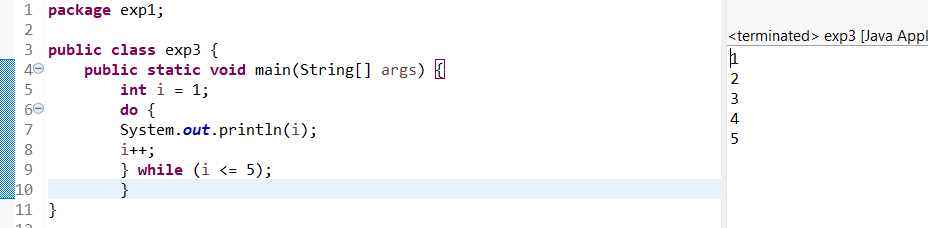 1 package exp1;
2
3 public class exp3 {
4 public static void main(String[] args) {
5 int i = 1;
6 do {
7 System.out.println(i);
8 i++;
9 } while (i <= 5);
10 }
11 }
<terminated> exp3 [Java Appl
1
2
3
4
5